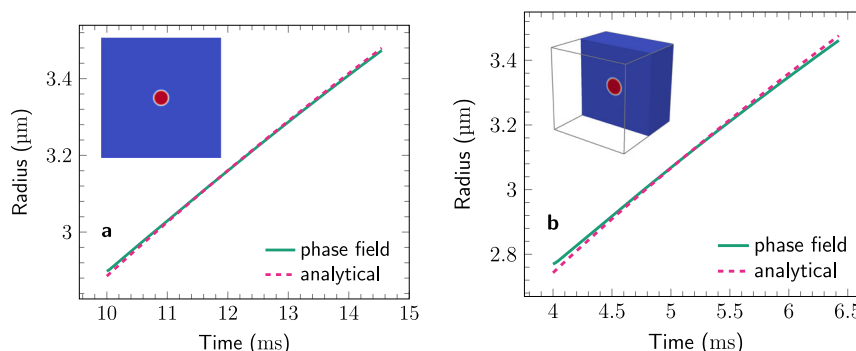 3.4
3.2
3
Radius (µm)
a
phase field
analytical
10 11 12 13 14 15
Time (ms)
3.4
3.2
3
2.8
Radius (µm)
b
phase field
analytical
4 4.5 5 5.5 6 6.5
Time (ms)